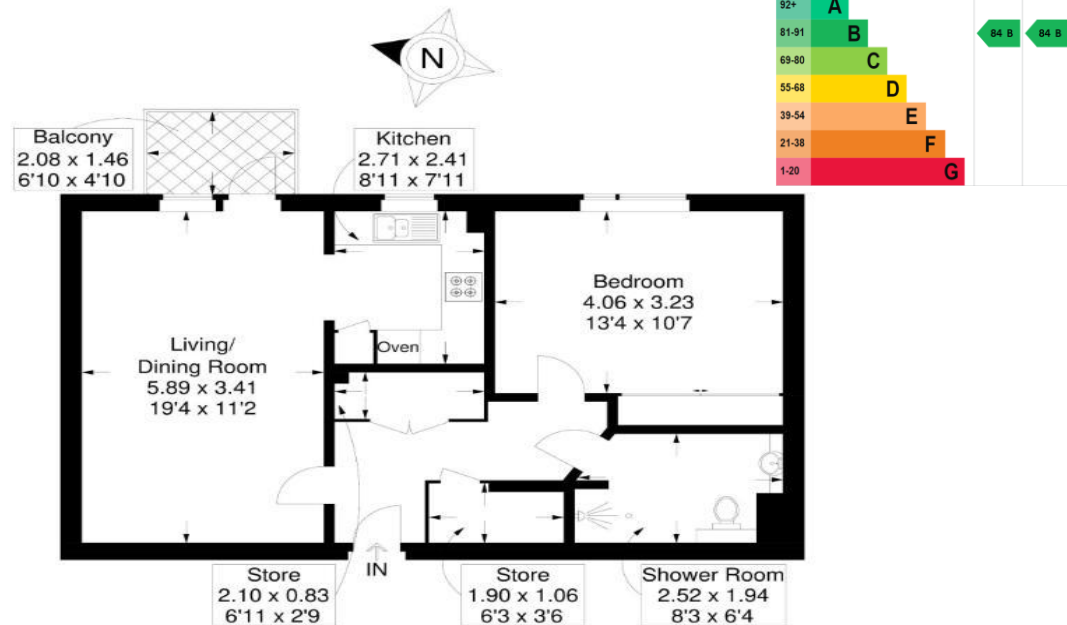 92+ A
81-91 B 84 B 84 B
69-80 C
55-68 D
39-54 E
21-38 F
1-20 G
N
Balcony
2.08 x 1.46
6'10 x 4'10
Kitchen
2.71 x 2.41
8'11 x 7'11
Bedroom
4.06 x 3.23
13'4 x 10'7
Living/
Dining Room
5.89 x 3.41
19'4 x 11'2
Oven
IN
Store
2.10 x 0.83
6'11 x 2'9
Store
1.90 x 1.06
6'3 x 3'6
Shower Room
2.52 x 1.94
8'3 x 6'4